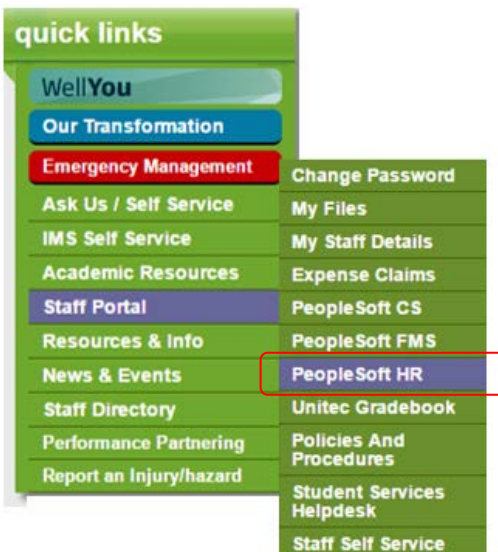 quick links
WellYou
Our Transformation
Emergency Management
Ask Us / Self Service
IMS Self Service
Academic Resources
Staff Portal
Resources & Info
News & Events
Staff Directory
Performance Partnering
Report an Injury/hazard
Change Password
My Files
My Staff Details
Expense Claims
PeopleSoft CS
PeopleSoft FMS
PeopleSoft HR
Unitec Gradebook
Policies And
Procedures
Student Services
Helpdesk
Staff Self Service